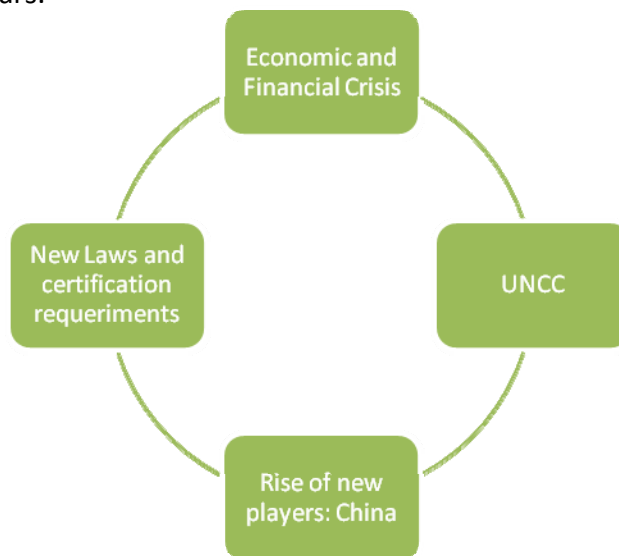 Economic and
Financial Crisis
New Laws and
certification
requeriments
UNCC
Rise of new
players: China